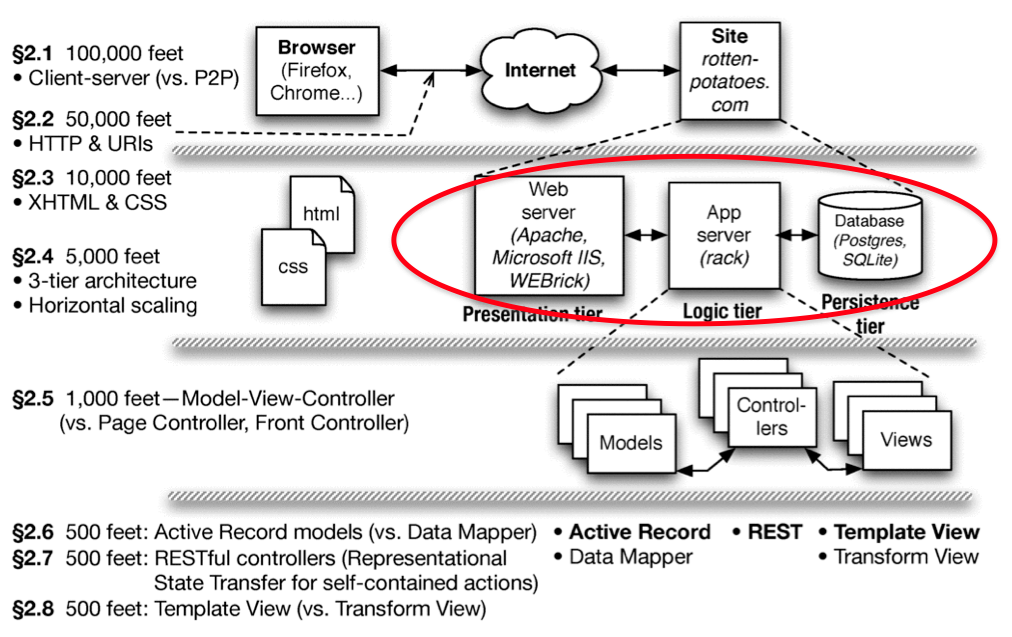 §2.1 100,000 feet
• Client-server (vs. P2P)
§2.2 50,000 feet
• HTTP & URIs
Browser
(Firefox,
Chrome...)
Internet
Site
rotten-
potatoes.
com
§2.3 10,000 feet
• XHTML & CSS
§2.4 5,000 feet
• 3-tier architecture
• Horizontal scaling
html
css
Web
server
(Apache,
Microsoft IIS,
WEBrick)
Presentation tier
App
server
(rack)
Logic tier
Database
(Postgres,
SQLite)
Persistence
tier
§2.5 1,000 feet—Model-View-Controller
(vs. Page Controller, Front Controller)
Models
Control-
lers
Views
§2.6 500 feet: Active Record models (vs. Data Mapper)
§2.7 500 feet: RESTful controllers (Representational
State Transfer for self-contained actions)
§2.8 500 feet: Template View (vs. Transform View)
• Active Record
• Data Mapper
• REST
• Template View
• Transform View